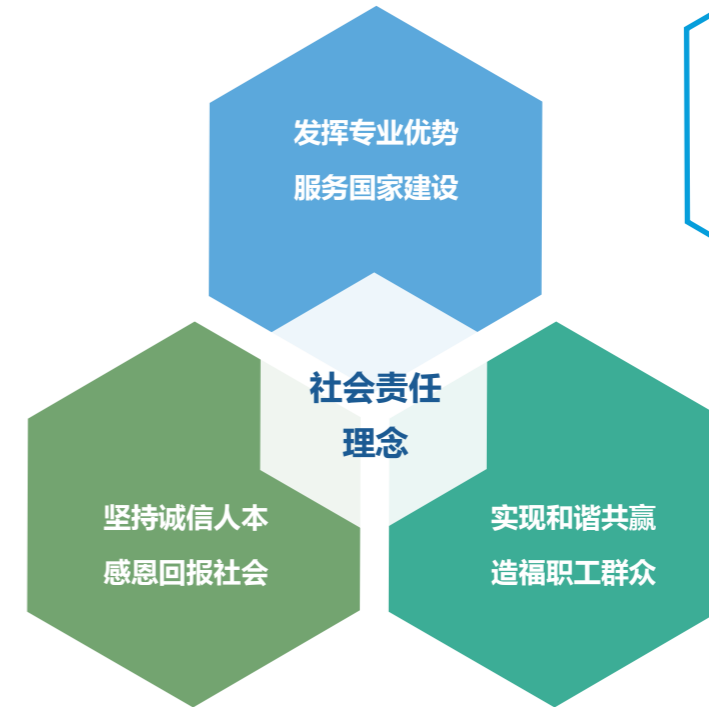 发挥专业优势
服务国家建设
社会责任
理念
坚持诚信人本
感恩回报社会
实现和谐共赢
造福职工群众